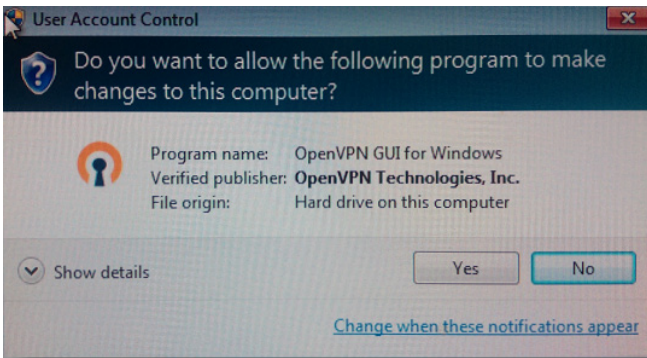 User Account Control
Do you want to allow the following program to make
changes to this computer?
Program name: OpenVPN GUI for Windows
Verified publisher: OpenVPN Technologies, Inc.
File origin: Hard drive on this computer
Show details
Yes
No
Change when these notifications appear